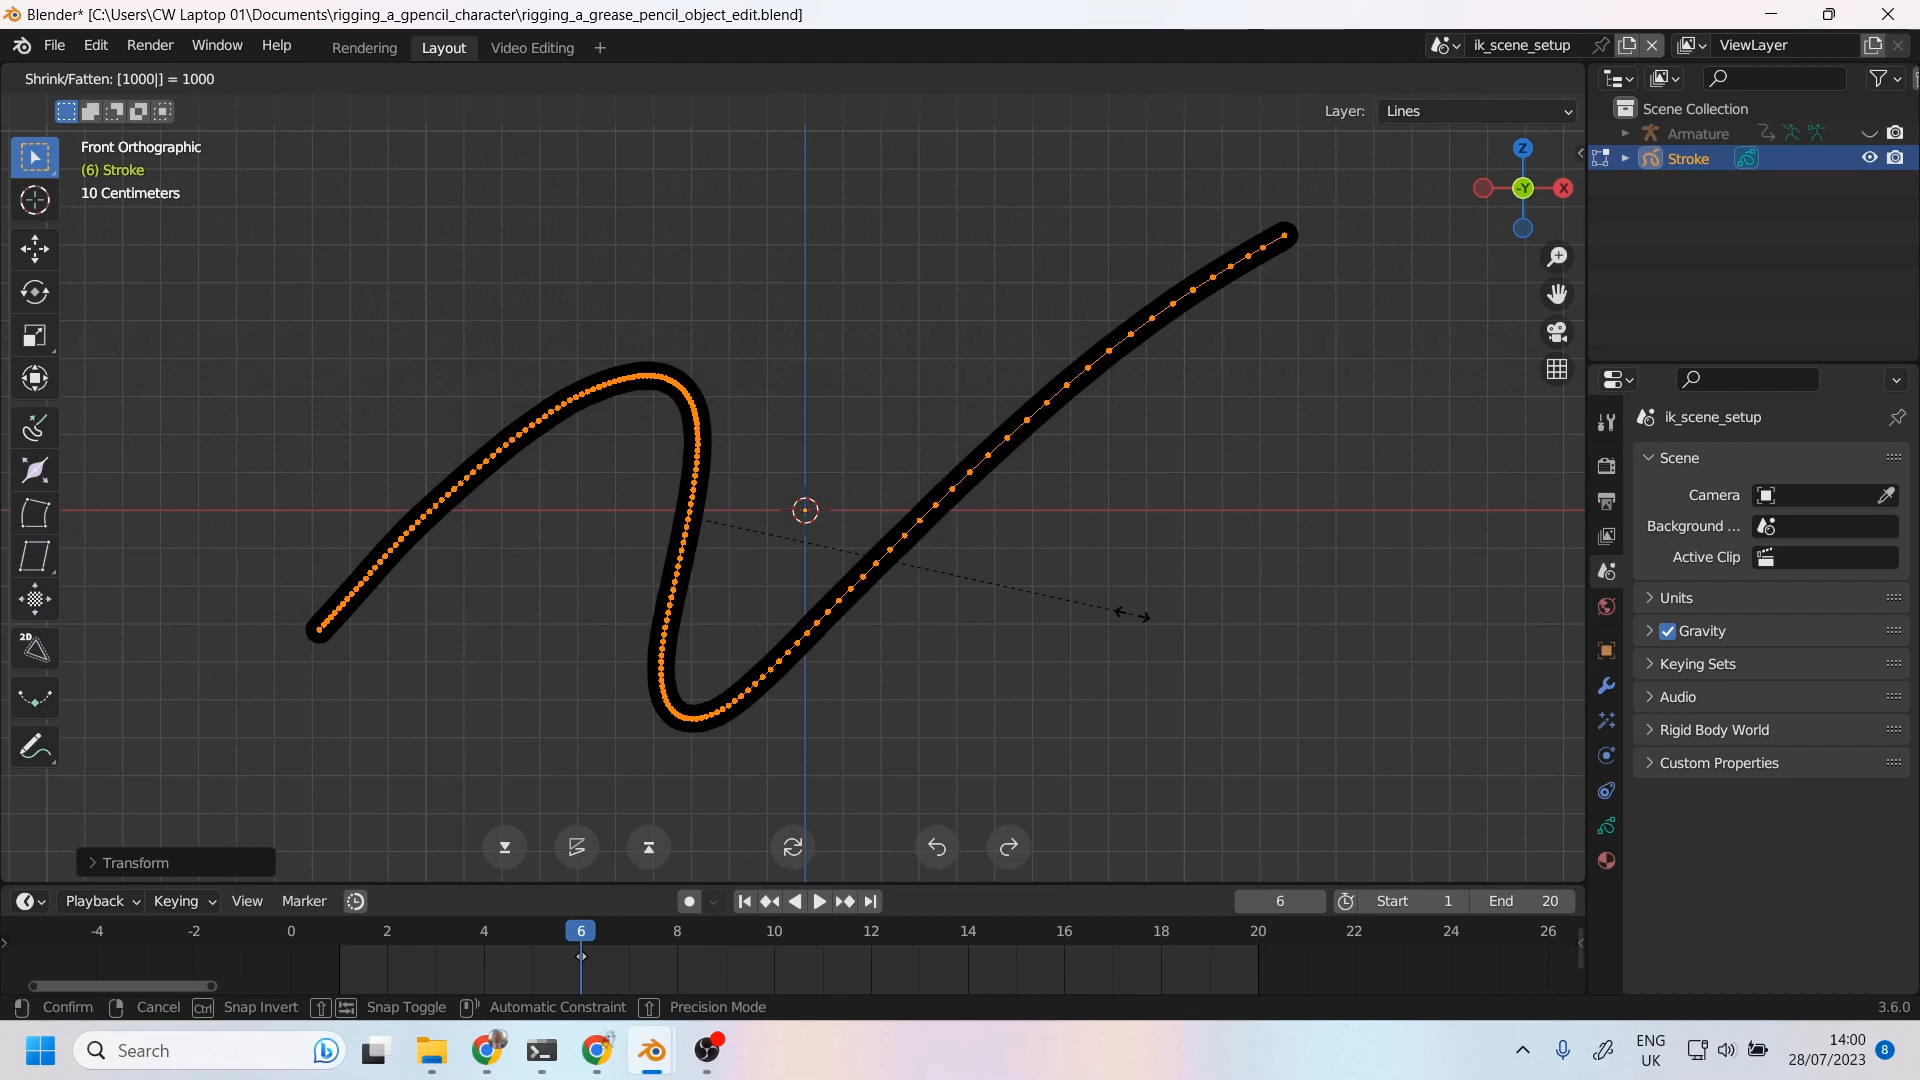 Blender* [C:\Users\CW Laptop 01\Documents\rigging_a_gpencil_character\rigging_a_grease_pencil_object_edit.blend]
File Edit Render Window Help Rendering Layout Video Editing + ik_scene_setup ViewLayer
Shrink/Fatten: [1000|] = 1000
Layer: Lines
Scene Collection
Armature
Stroke
Front Orthographic
(6) Stroke
10 Centimeters
Z
-Y X
2D
ik_scene_setup
Scene
Camera
Background ...
Active Clip
Units
Gravity
Keying Sets
Audio
Rigid Body World
Custom Properties
Transform
Playback Keying View Marker 6 Start 1 End 20
-4 -2 0 2 4 6 8 10 12 14 16 18 20 22 24 26
Confirm Cancel Ctrl Snap Invert Snap Toggle Automatic Constraint Precision Mode 3.6.0
Search
ENG
UK
14:00
28/07/2023
8